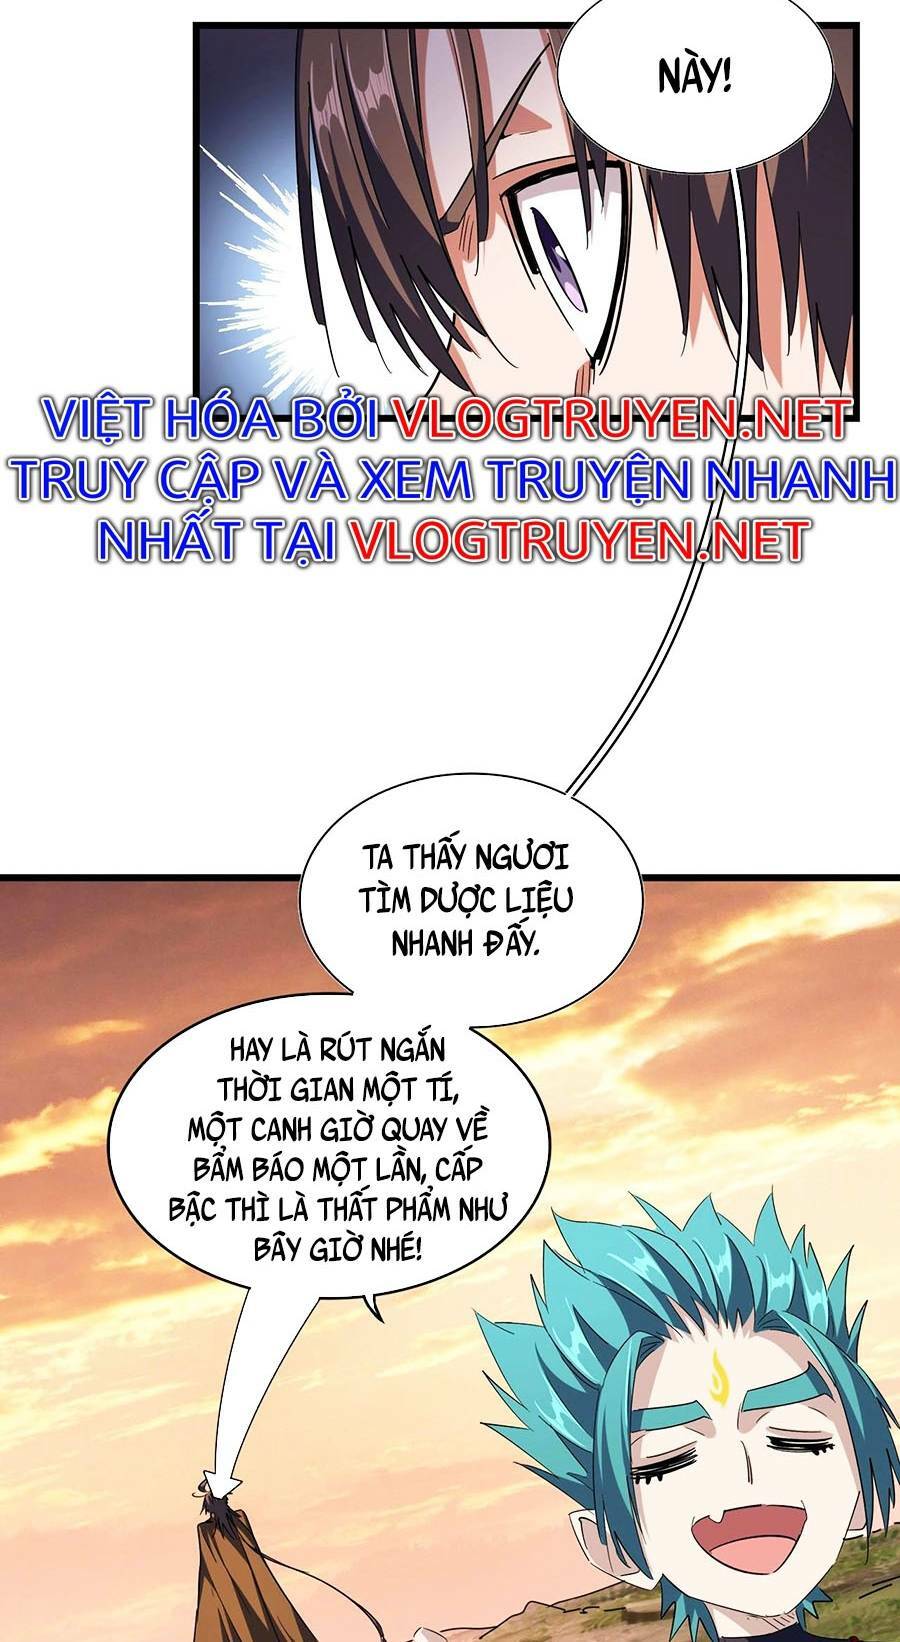 NÀY!
VIỆT HÓA BỞI VLOGTRUYEN.NET
TRUY CẬP VÀ XEM TRUYỆN NHANH
NHẤT TẠI VLOGTRUYEN.NET
TA THẤY NGƯƠI
TÌM DƯỢC LIỆU
NHANH ĐẤY.
HAY LÀ RÚT NGẮN
THỜI GIAN MỘT TÍ,
MỘT CANH GIỜ QUAY VỀ
BẨM BÁO MỘT LẦN, CẤP
BẬC THÌ LÀ THẤT PHẨM NHƯ
BÂY GIỜ NHÉ!